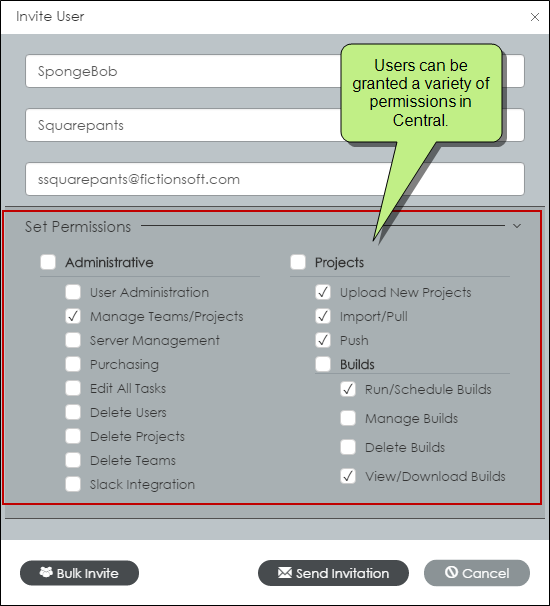 Invite User
SpongeBob
Squarepants
ssquarepants@fictionsoft.com
Users can be
granted a variety of
permissions in
Central.
Set Permissions
Administrative
User Administration
Manage Teams/Projects
Server Management
Purchasing
Edit All Tasks
Delete Users
Delete Projects
Delete Teams
Slack Integration
Projects
Upload New Projects
Import/Pull
Push
Builds
Run/Schedule Builds
Manage Builds
Delete Builds
View/Download Builds
Bulk Invite
Send Invitation
Cancel